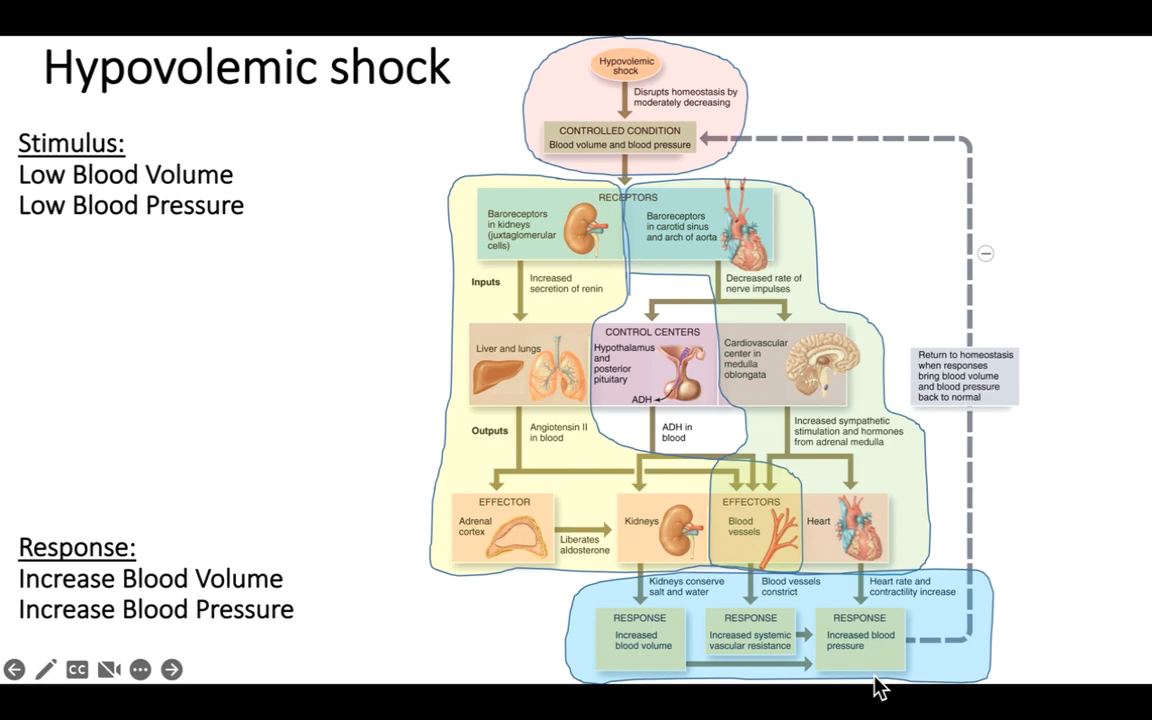 Hypovolemic shock
Stimulus:
Low Blood Volume
Low Blood Pressure
Response:
Increase Blood Volume
Increase Blood Pressure
Hypovolemic
shock
Disrupts homeostasis by
moderately decreasing
CONTROLLED CONDITION
Blood volume and blood pressure
RECEPTORS
Baroreceptors
in kidneys
(juxtaglomerular
cells)
Baroreceptors
in carotid sinus
and arch of aorta
Inputs
Increased
secretion of renin
Decreased rate of
nerve impulses
CONTROL CENTERS
Liver and lungs
Hypothalamus
and
posterior
pituitary
ADH
Cardiovascular
center in
medulla
oblongata
Return to homeostasis
when responses
bring blood volume
and blood pressure
back to normal
Outputs
Angiotensin II
in blood
ADH in
blood
Increased sympathetic
stimulation and hormones
from adrenal medulla
EFFECTOR
Adrenal
cortex
Liberates
aldosterone
EFFECTORS
Kidneys
Blood
vessels
Heart
Kidneys conserve
salt and water
Blood vessels
constrict
Heart rate and
contractility increase
RESPONSE
Increased
blood volume
RESPONSE
Increased systemic
vascular resistance
RESPONSE
Increased blood
pressure
CC